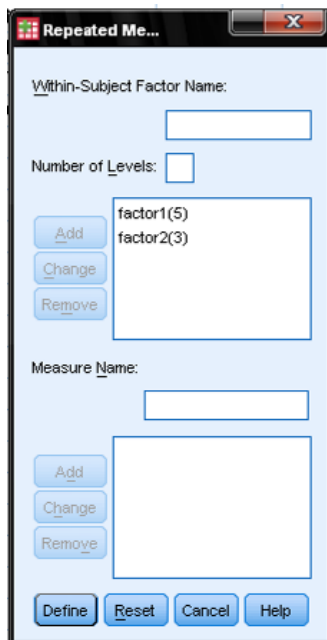 Repeated Me...
Within-Subject Factor Name:
Number of Levels:
factor1(5)
factor2(3)
Add
Change
Remove
Measure Name:
Add
Change
Remove
Define Reset Cancel Help